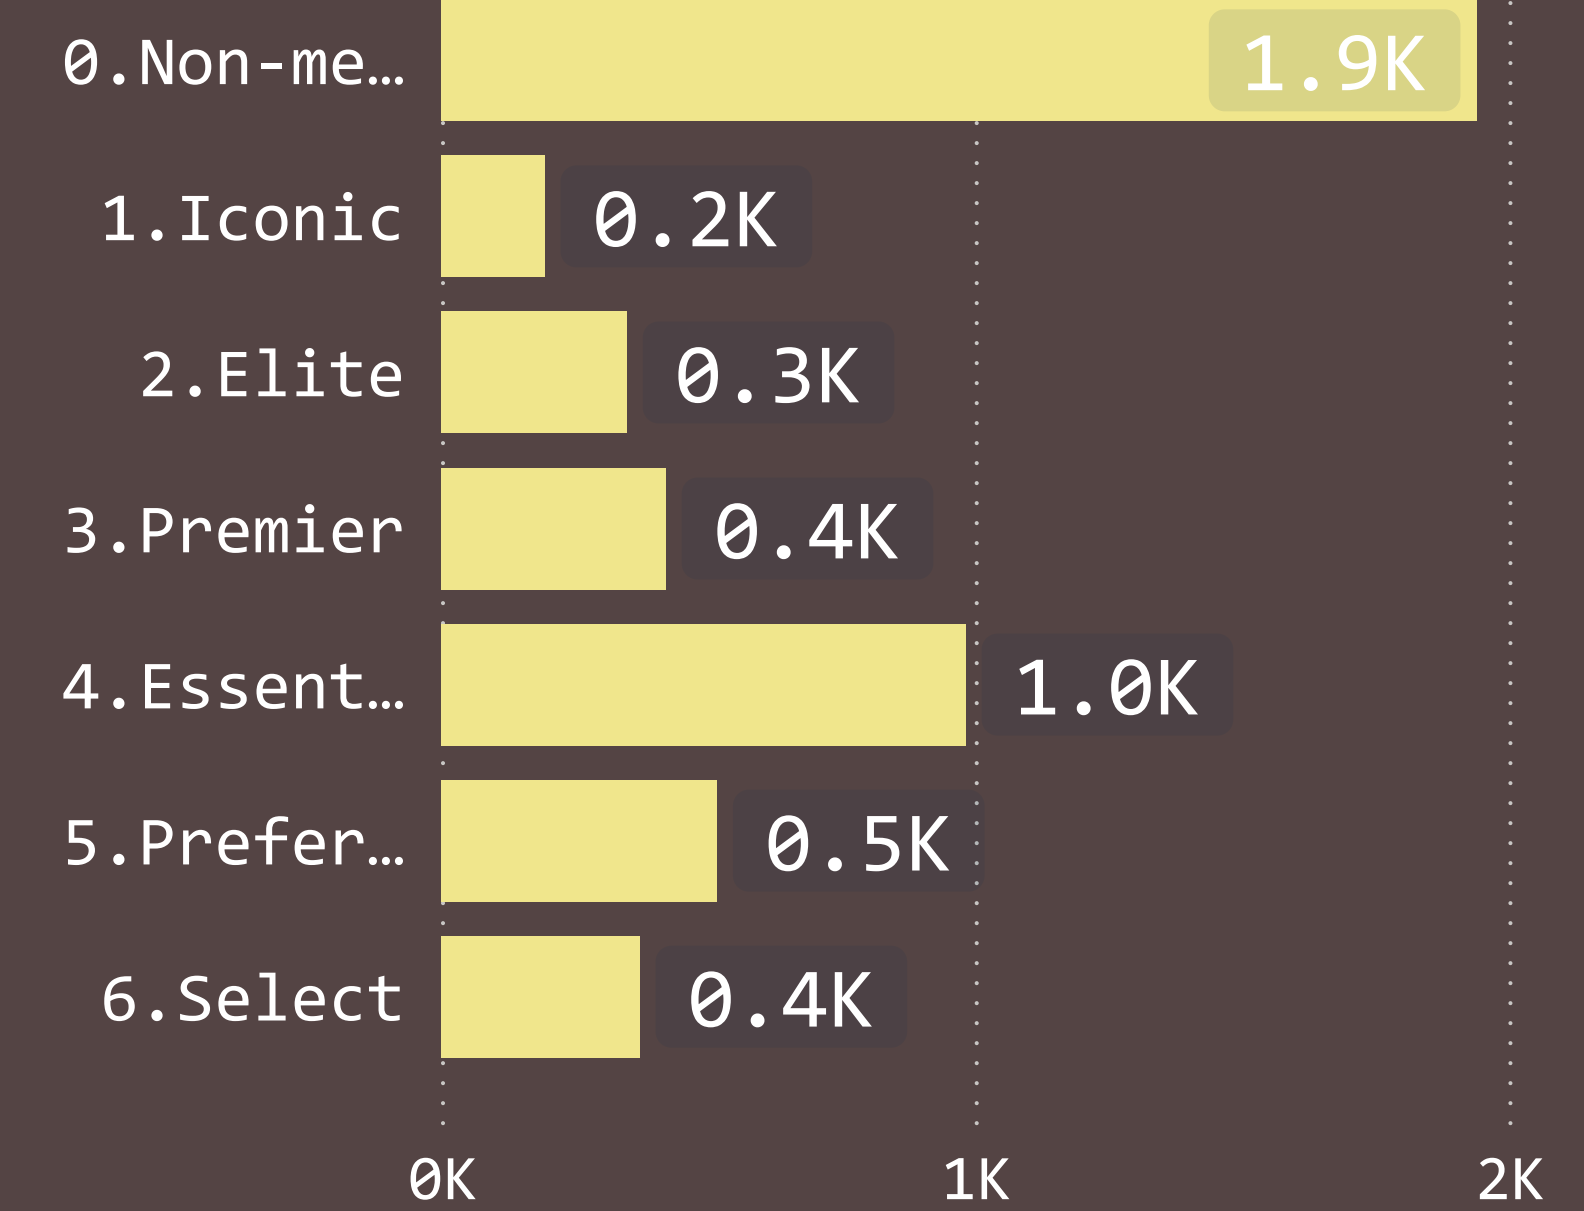 0.Non-me… 1.9K
1.Iconic 0.2K
2.Elite 0.3K
3.Premier 0.4K
4.Essent… 1.0K
5.Prefer… 0.5K
6.Select 0.4K
0K 1K 2K